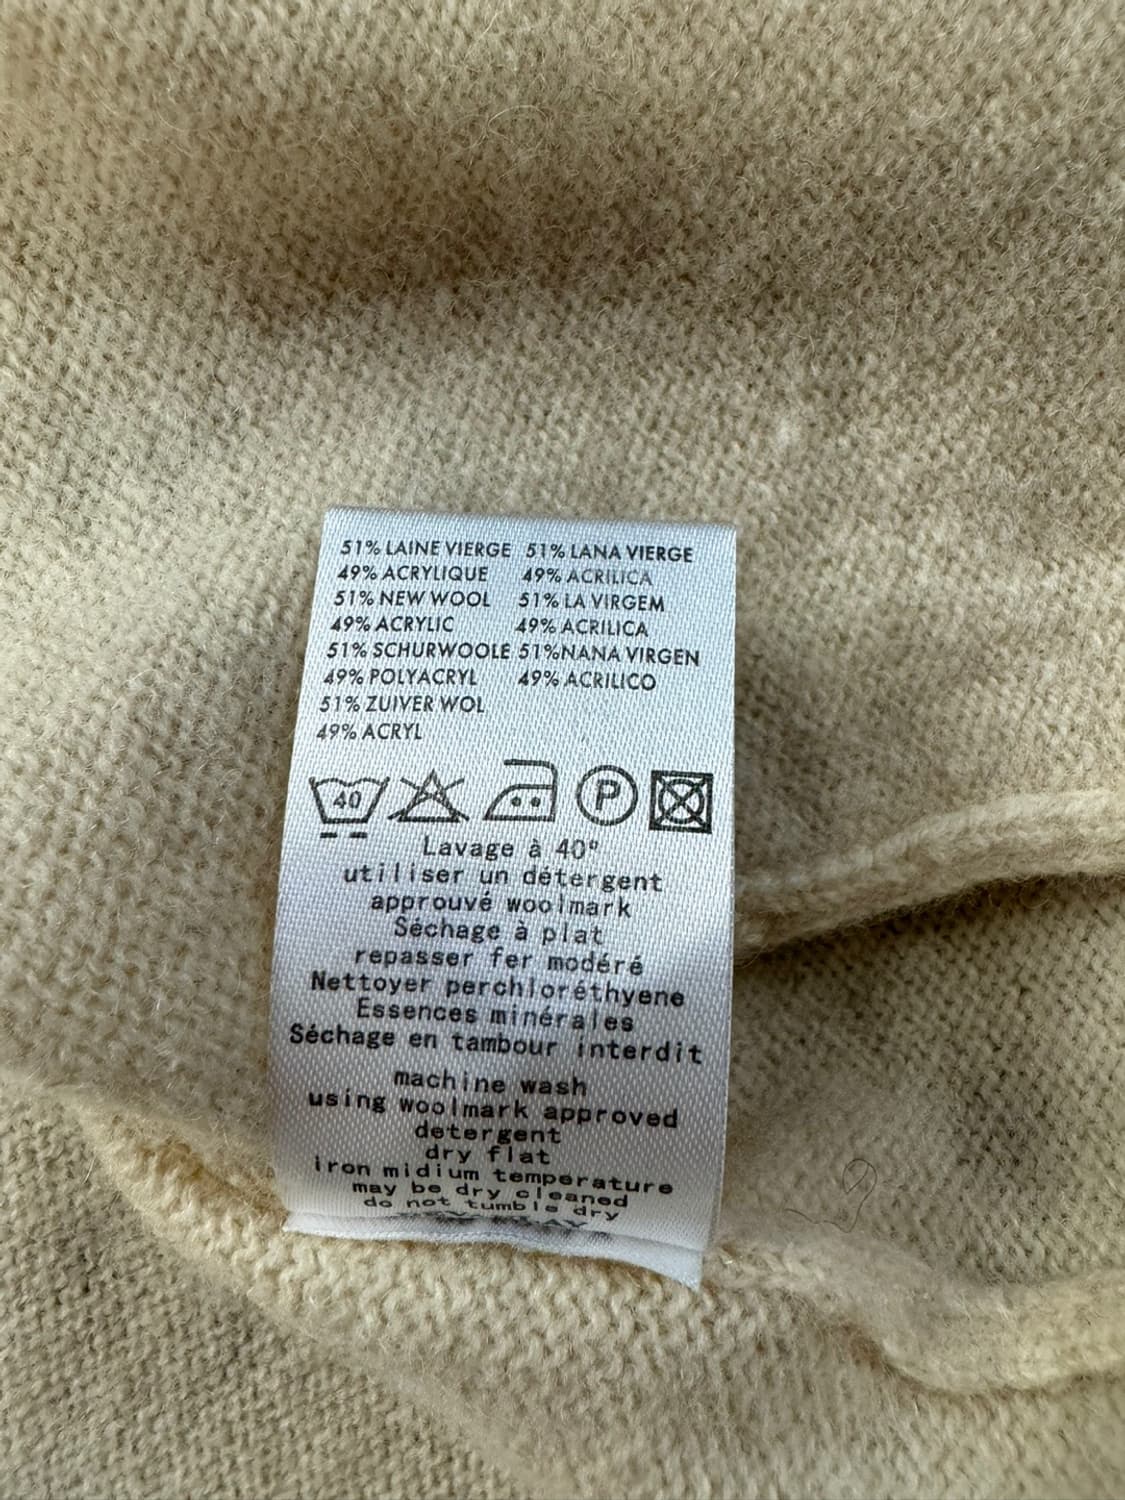 51% LAINE VIERGE 51% LANA VIERGE
49% ACRYLIQUE 49% ACRILICA
51% NEW WOOL 51% LA VIRGEM
49% ACRYLIC 49% ACRILICA
51% SCHURWOOLE 51%NANA VIRGEN
49% POLYACRYL 49% ACRILICO
51% ZUIVER WOL
49% ACRYL
40 P
Lavage à 40°
utiliser un détergent
approuvé woolmark
Séchage à plat
repasser fer modéré
Nettoyer perchloréthyene
Essences minérales
Séchage en tambour interdit
machine wash
using woolmark approved
detergent
dry flat
iron midium temperature
may be dry cleaned
do not tumble dry